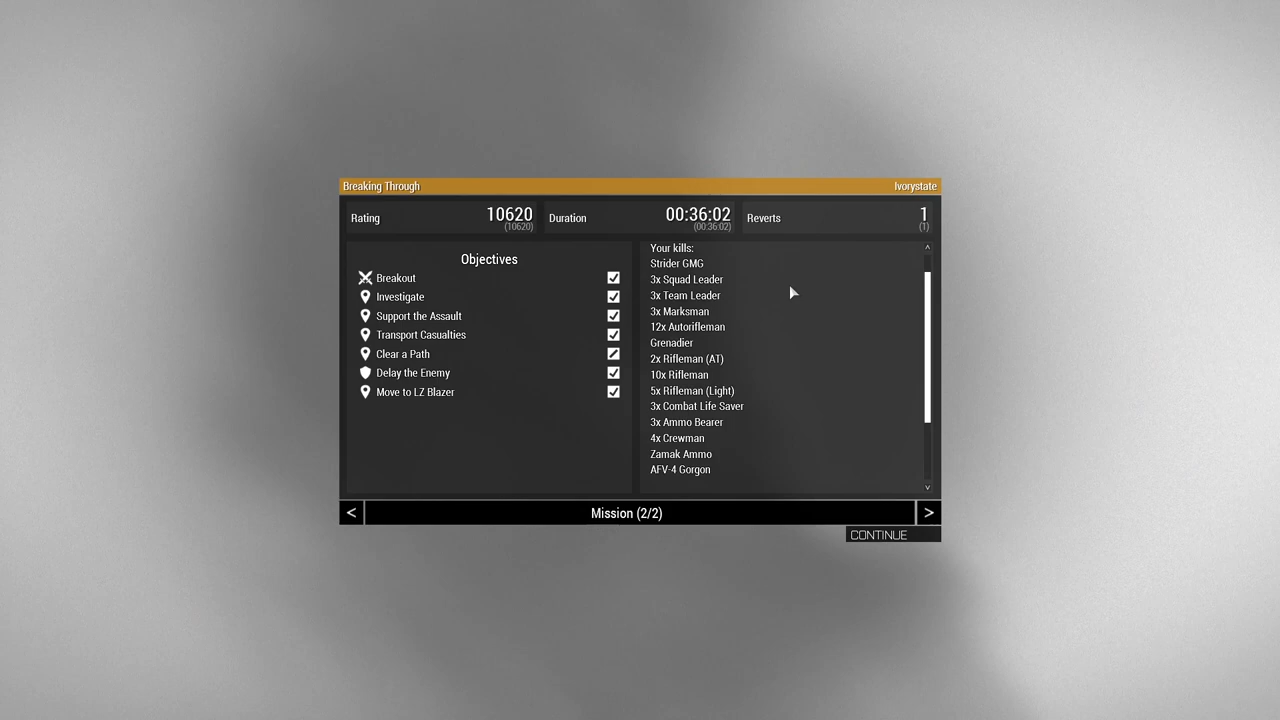 Breaking Through
Ivorystate
Rating
10620
(10620)
Duration
00:36:02
(00:36:02)
Reverts
1
(1)
Objectives
Breakout
Investigate
Support the Assault
Transport Casualties
Clear a Path
Delay the Enemy
Move to LZ Blazer
Your kills:
Strider GMG
3x Squad Leader
3x Team Leader
3x Marksman
12x Autorifleman
Grenadier
2x Rifleman (AT)
10x Rifleman
5x Rifleman (Light)
3x Combat Life Saver
3x Ammo Bearer
4x Crewman
Zamak Ammo
AFV-4 Gorgon
< Mission (2/2) >
CONTINUE